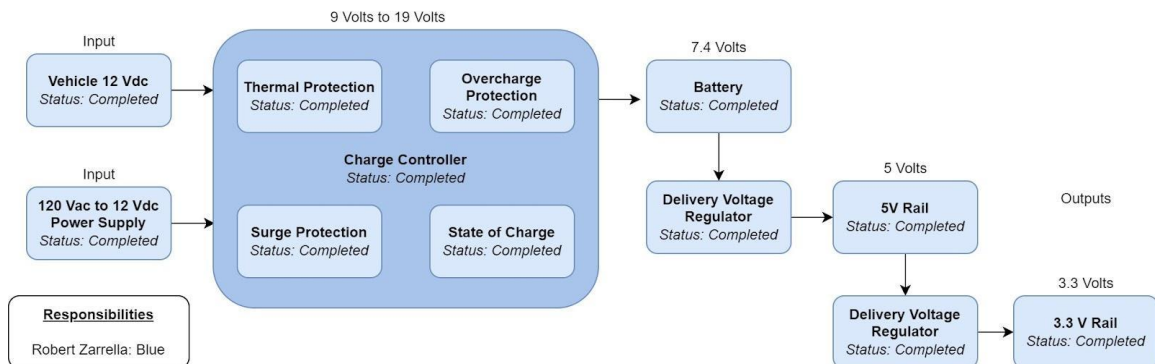 9 Volts to 19 Volts
Input
7.4 Volts
Vehicle 12 Vdc
Status: Completed
Thermal Protection
Status: Completed
Overcharge
Protection
Status: Completed
Battery
Status: Completed
Charge Controller
Status: Completed
Input
5 Volts
120 Vac to 12 Vdc
Power Supply
Status: Completed
Surge Protection
Status: Completed
State of Charge
Status: Completed
Delivery Voltage
Regulator
Status: Completed
5V Rail
Status: Completed
Outputs
3.3 Volts
Responsibilities
Robert Zarrella: Blue
Delivery Voltage
Regulator
Status: Completed
3.3 V Rail
Status: Completed